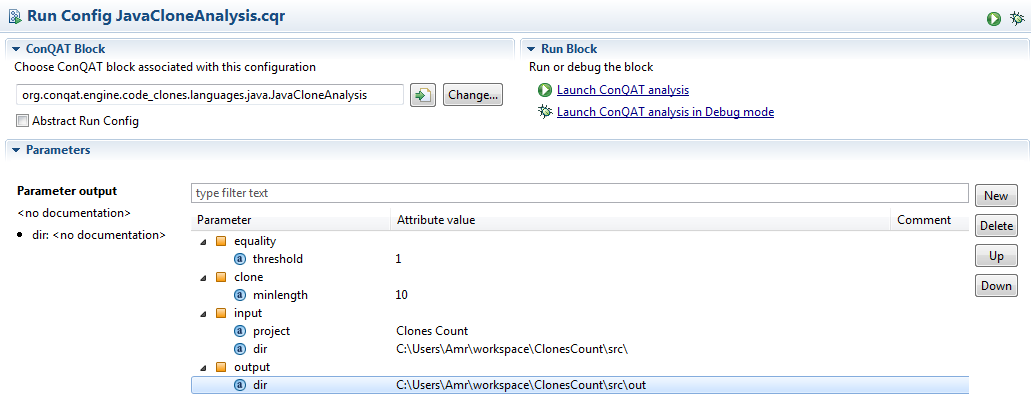 Run Config JavaCloneAnalysis.cqr
ConQAT Block
Choose ConQAT block associated with this configuration
org.conqat.engine.code_clones.languages.java.JavaCloneAnalysis
Change...
Abstract Run Config
Run Block
Run or debug the block
Launch ConQAT analysis
Launch ConQAT analysis in Debug mode
Parameters
Parameter output
<no documentation>
dir: <no documentation>
type filter text
Parameter Attribute value Comment
equality
a threshold 1
clone
a minlength 10
input
a project Clones Count
a dir C:\Users\Amr\workspace\ClonesCount\src\
output
a dir C:\Users\Amr\workspace\ClonesCount\src\out
New
Delete
Up
Down